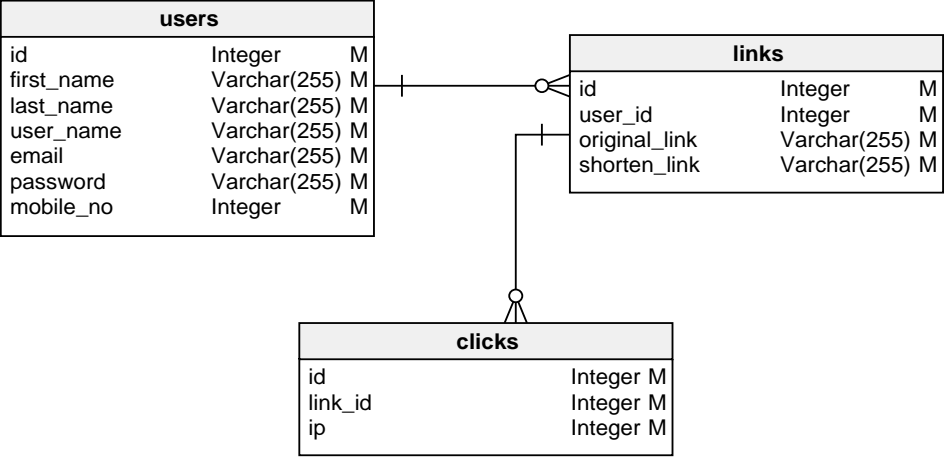 users
id Integer M
first_name Varchar(255) M
last_name Varchar(255) M
user_name Varchar(255) M
email Varchar(255) M
password Varchar(255) M
mobile_no Integer M
links
id Integer M
user_id Integer M
original_link Varchar(255) M
shorten_link Varchar(255) M
clicks
id Integer M
link_id Integer M
ip Integer M